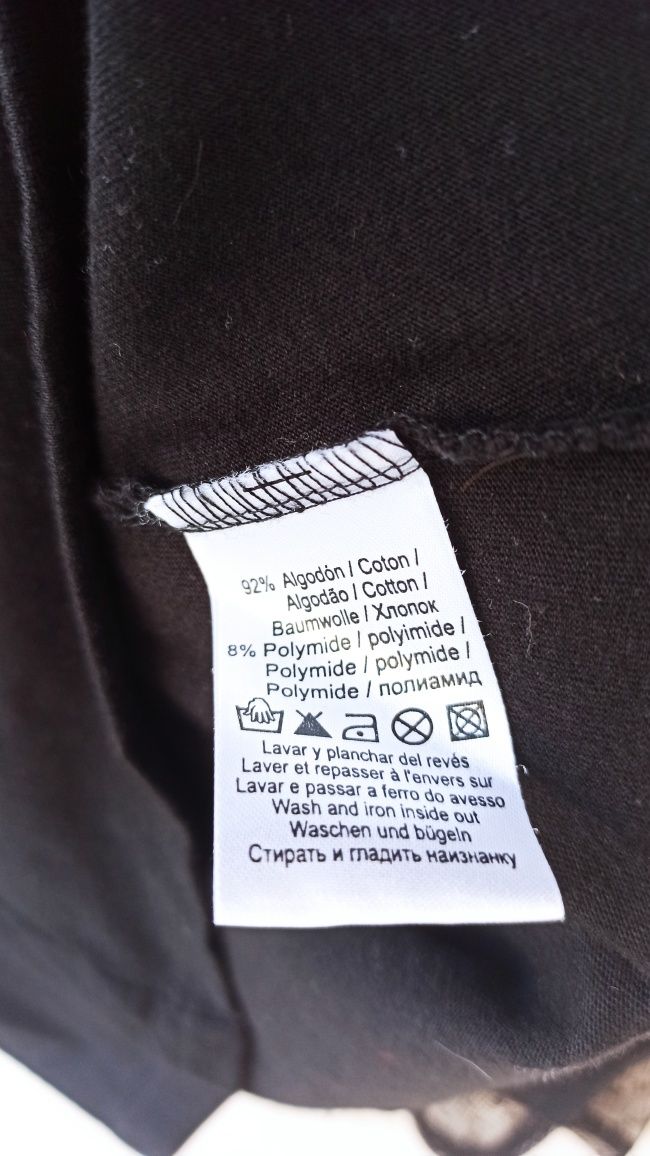 92% Algodón / Coton /
Algodão / Cotton /
Baumwolle / Хлопок
8% Polymide / polyimide /
Polymide / polymide /
Polymide / полиамид
Lavar y planchar del revés
Laver et repasser à l'envers sur
Lavar e passar a ferro do avesso
Wash and iron inside out
Waschen und bügeln
Стирать и гладить наизнанку